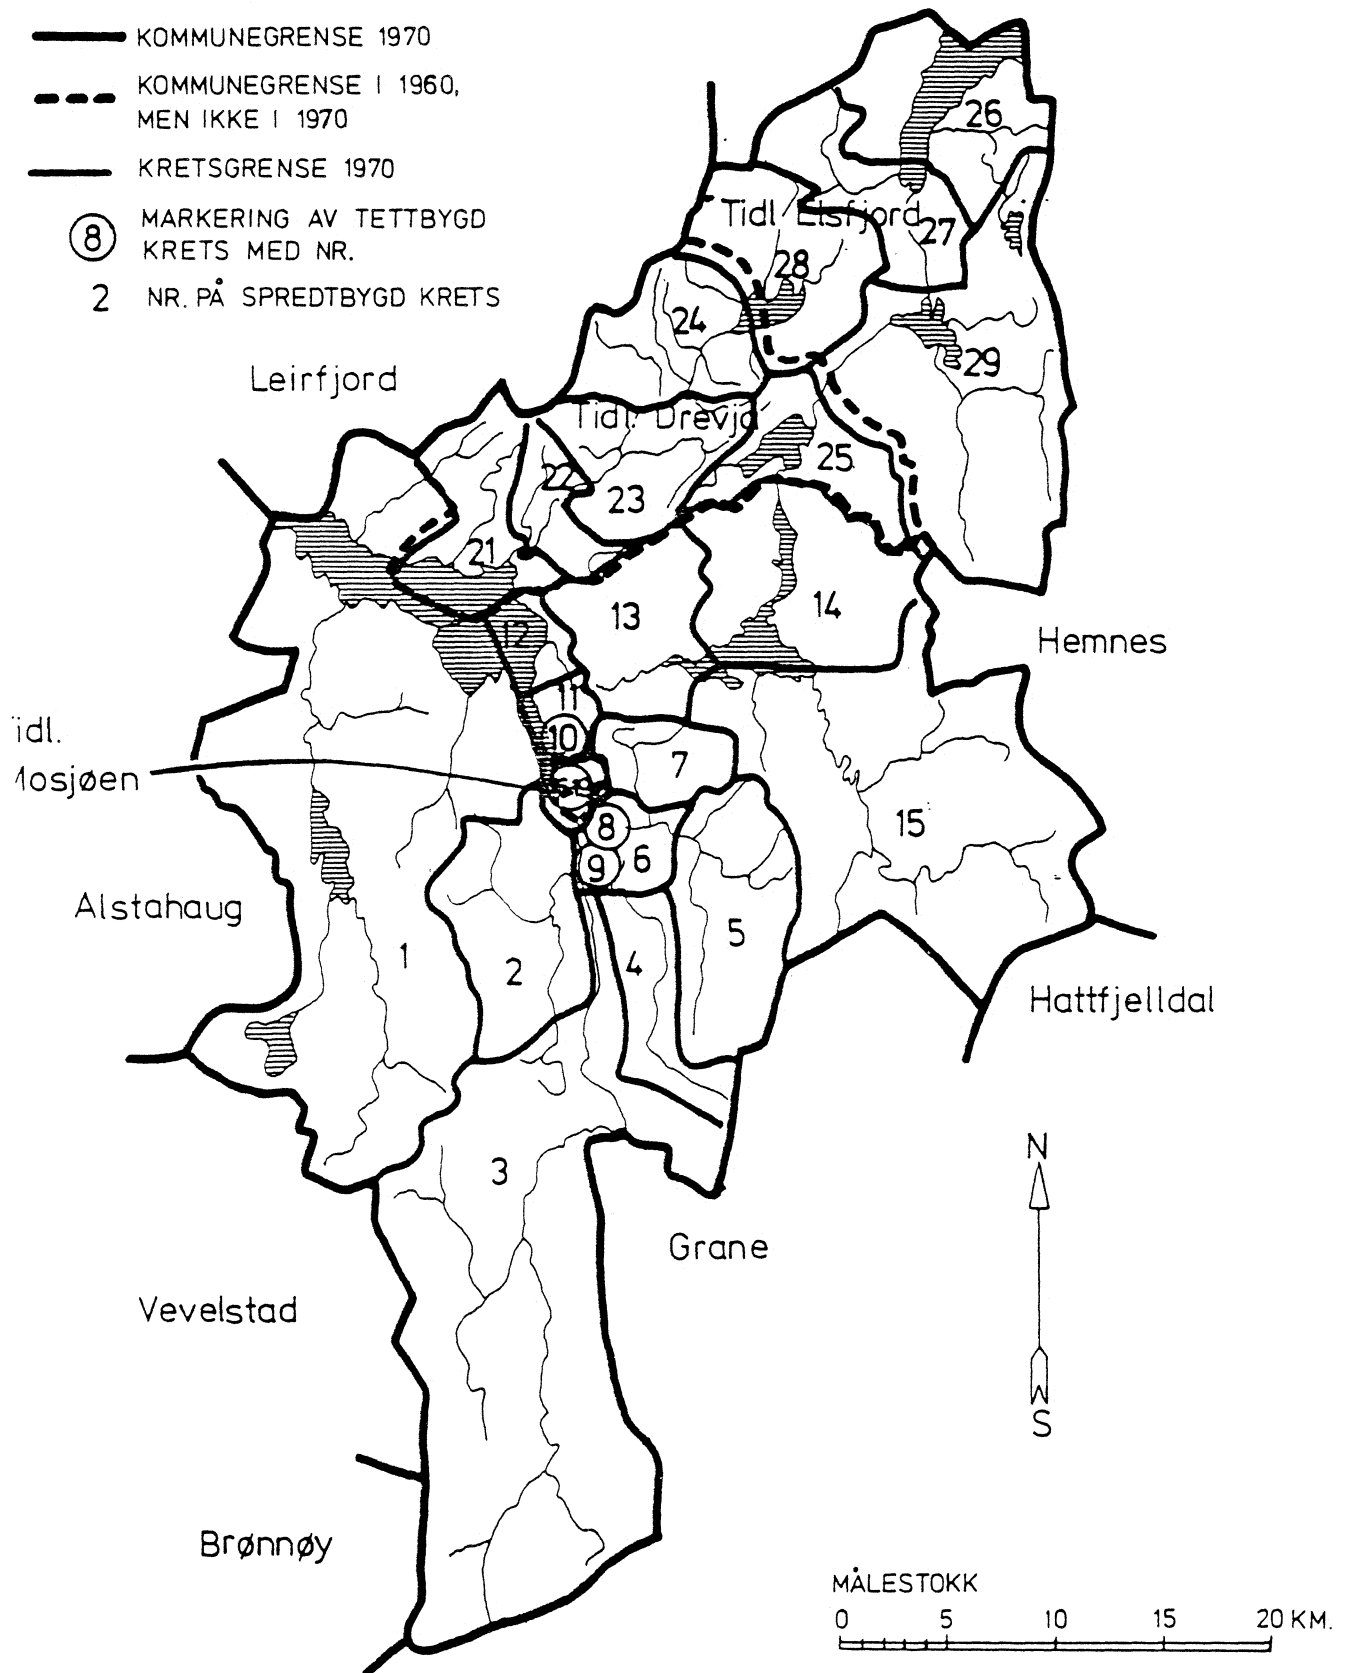 KOMMUNEGRENSE 1970
KOMMUNEGRENSE I 1960,
MEN IKKE I 1970
KRETSGRENSE 1970
8 MARKERING AV TETTBYGD
KRETS MED NR.
2 NR. PÅ SPREDTBYGD KRETS
26
Tidl. Elsfjord
27
28
24
29
Leirfjord
Tidl. Drevja
25
22
23
21
13
14
12
Hemnes
11
idl.
10
7
Mosjøen
15
8
6
9
Alstahaug
1
2
4
5
Hattfjelldal
N
3
Grane
Vevelstad
S
Brønnøy
MÅLESTOKK
0 5 10 15 20 KM.